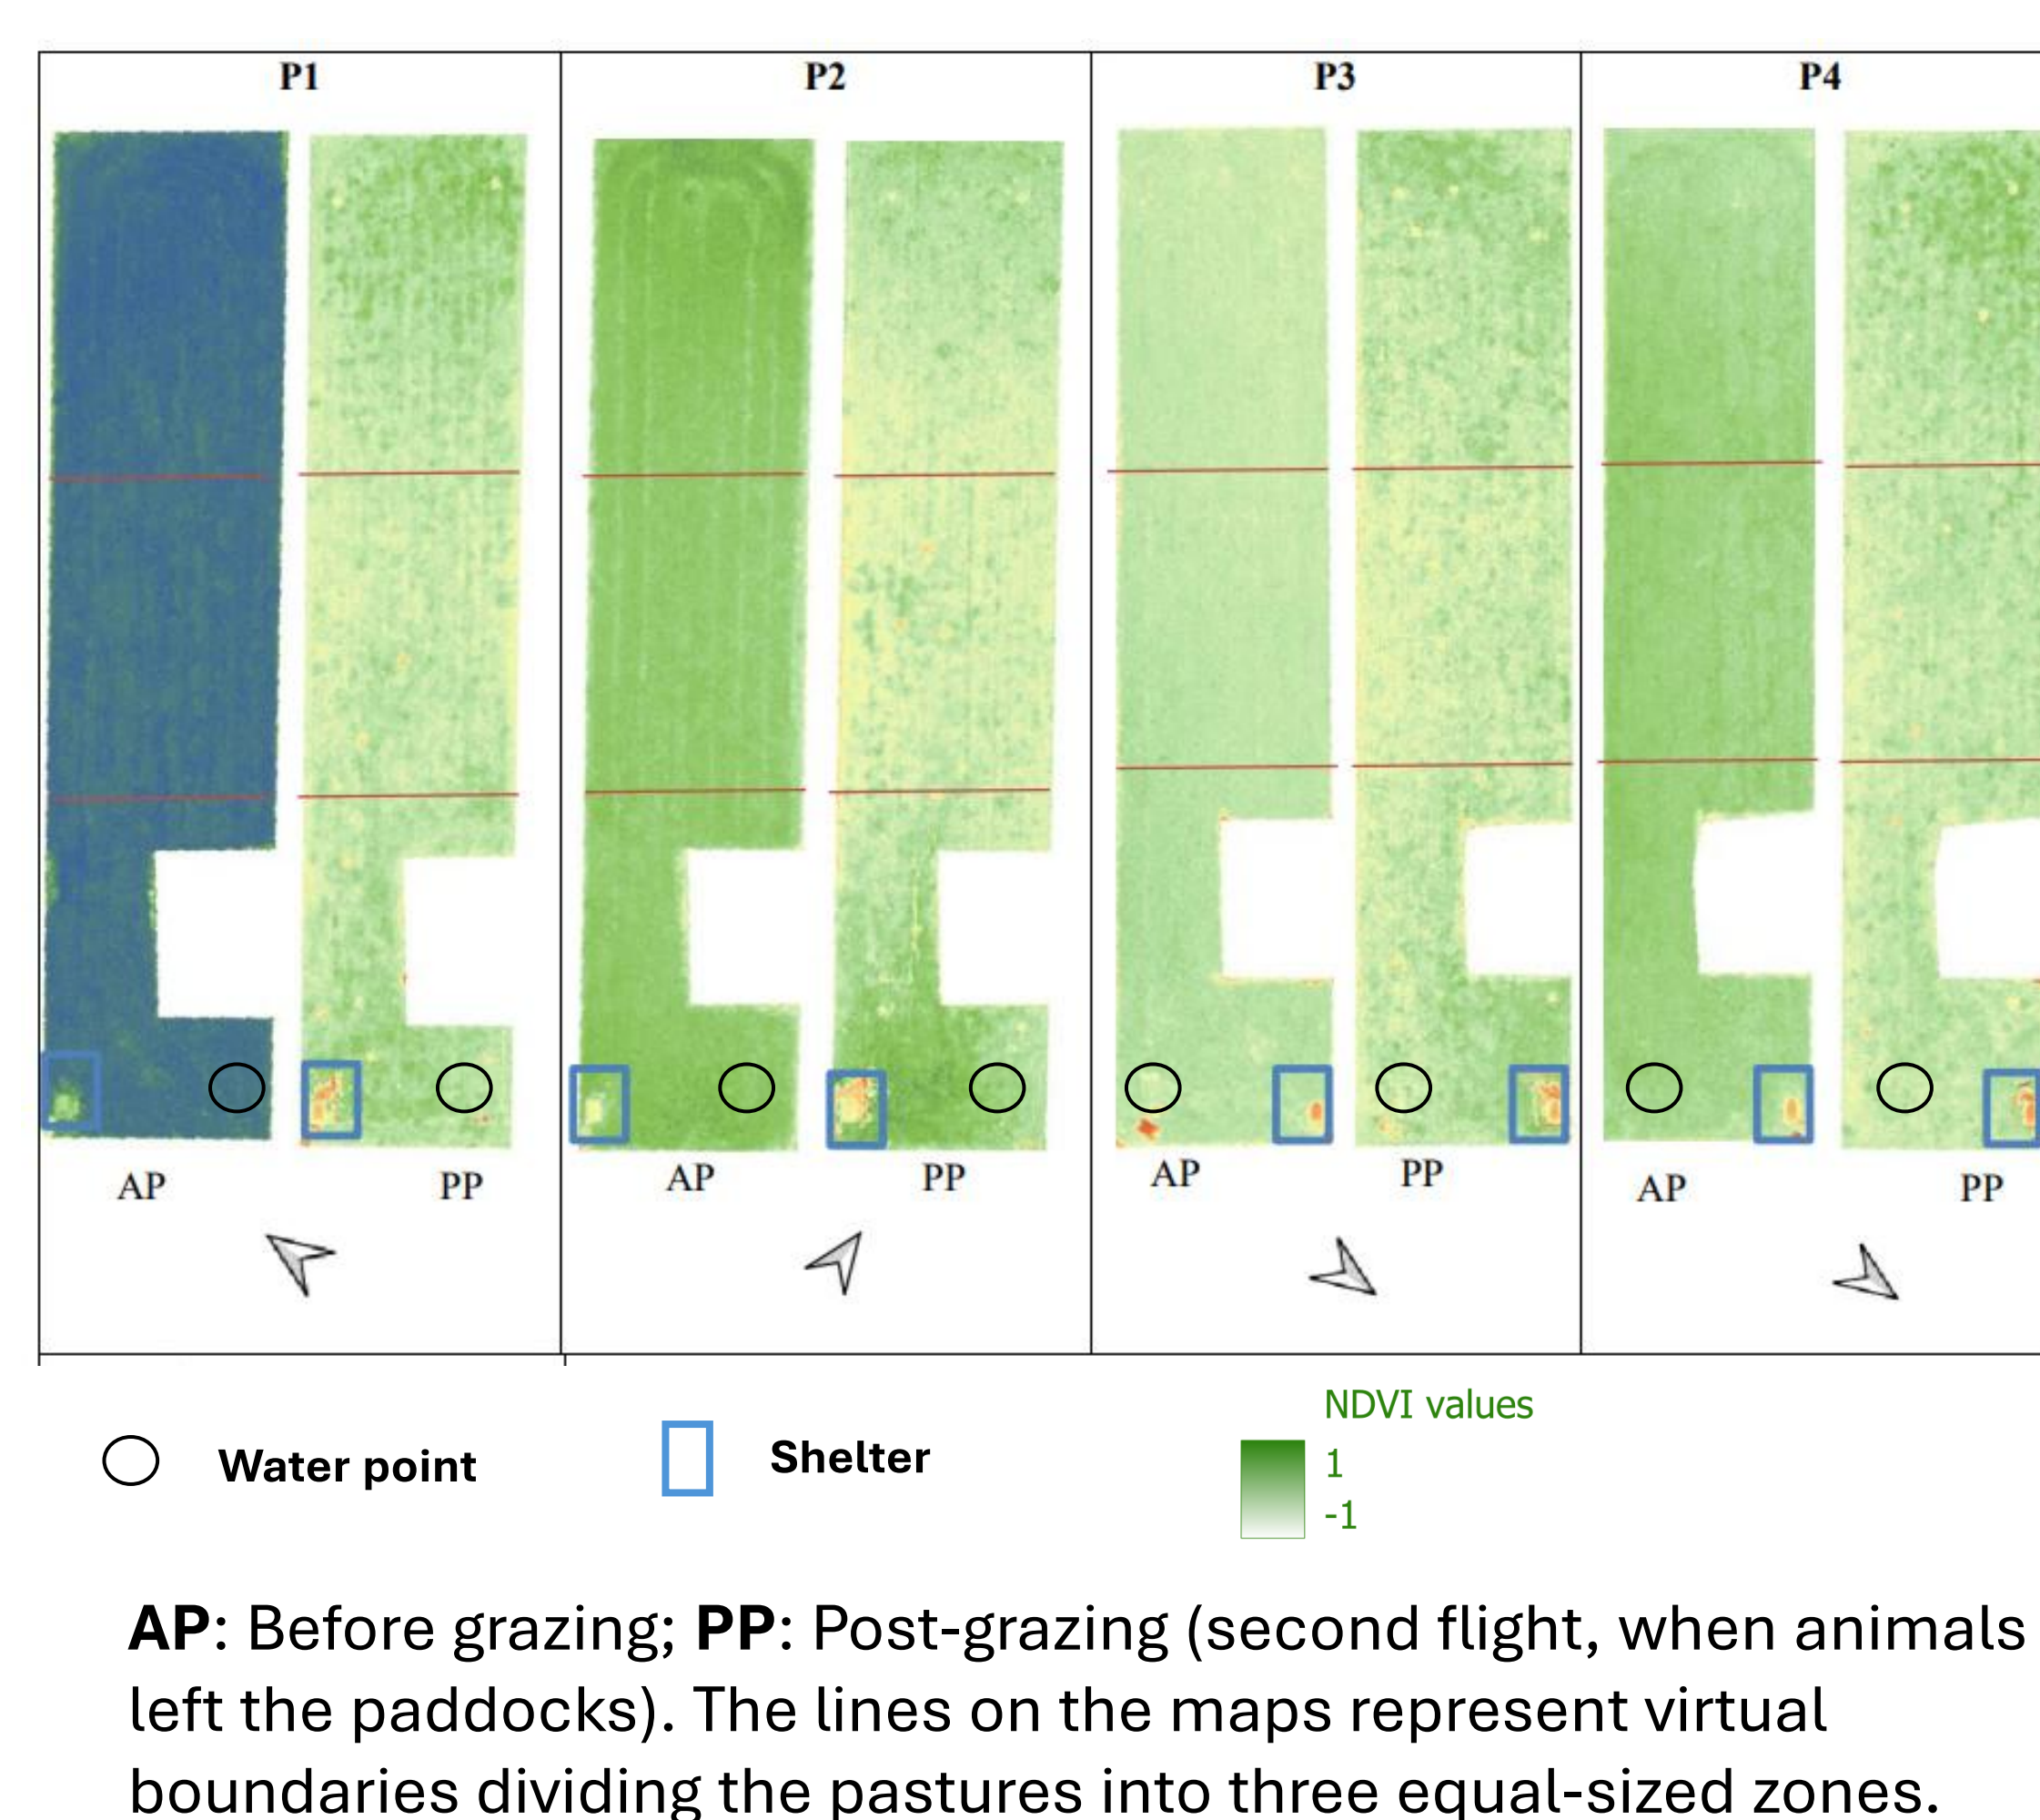 P1 P2 P3 P4
AP PP AP PP AP PP AP PP
Water point
Shelter
NDVI values
1
-1
AP: Before grazing; PP: Post-grazing (second flight, when animals
left the paddocks). The lines on the maps represent virtual
boundaries dividing the pastures into three equal-sized zones.